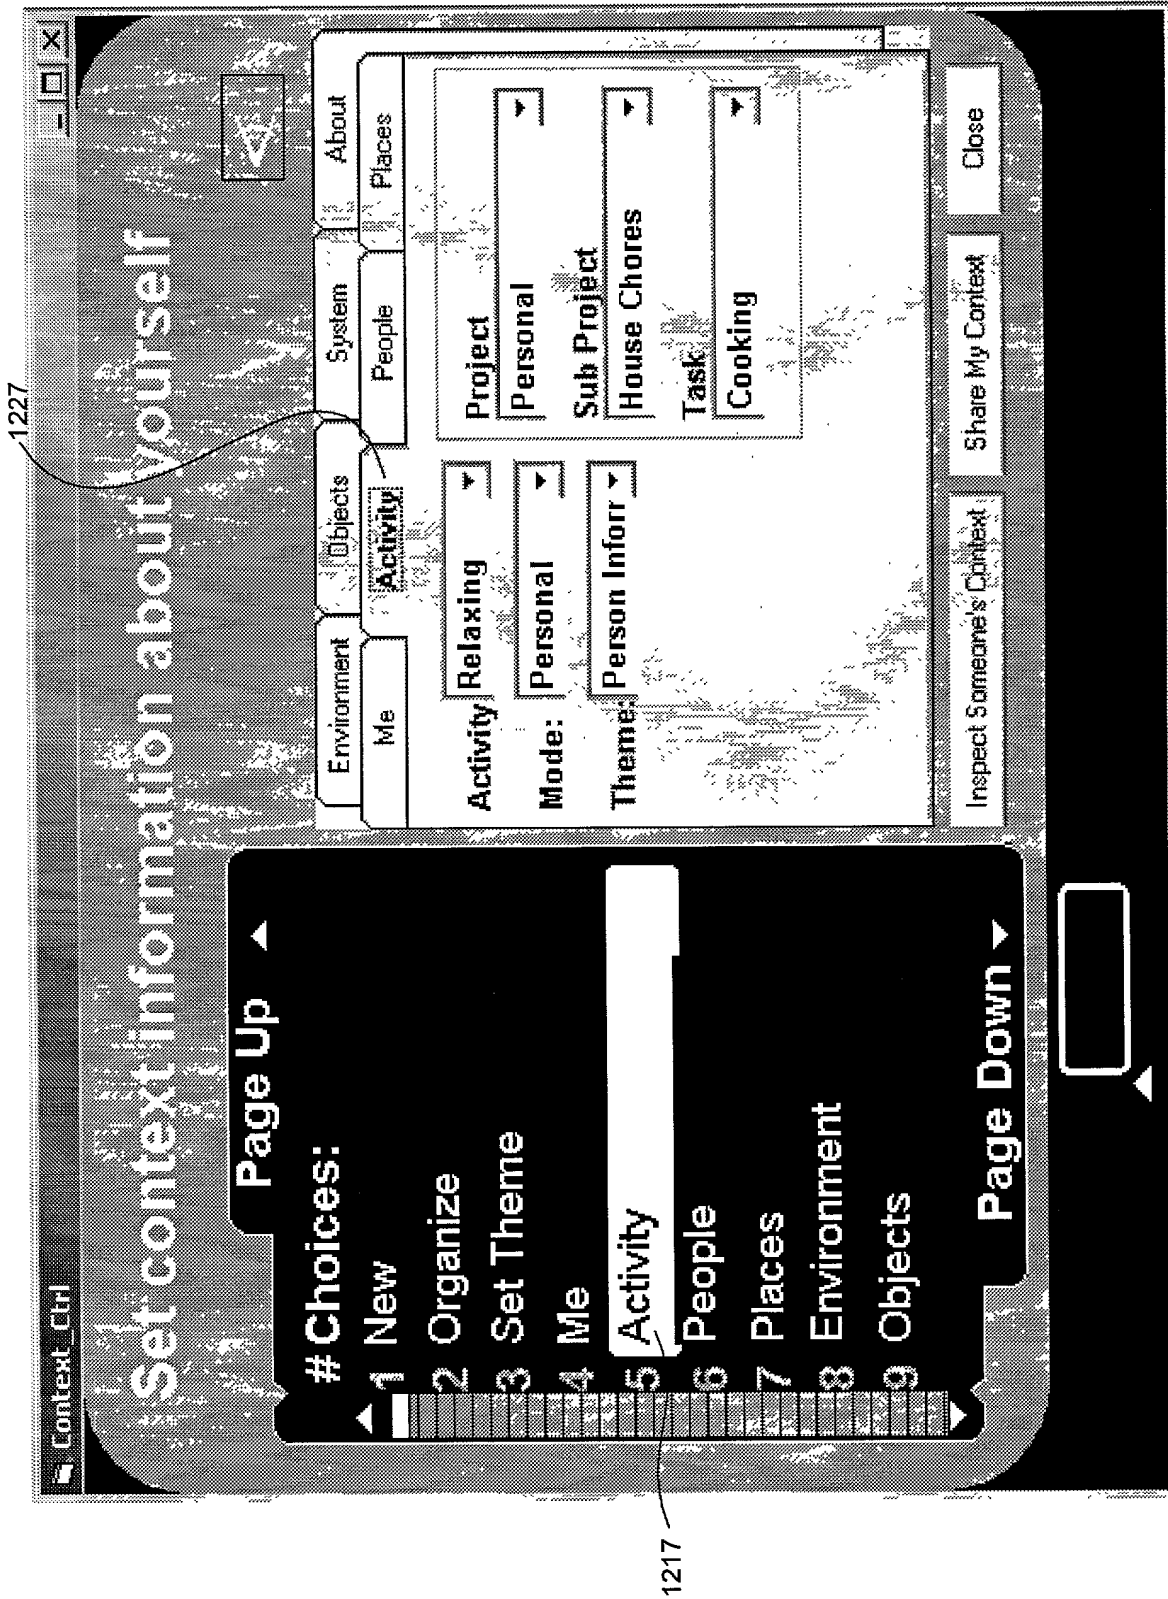 1227
Context_Ctrl
Set context information about yourself
Page Up
# Choices:
1 New
2 Organize
3 Set Theme
4 Me
5 Activity
6 People
7 Places
8 Environment
9 Objects
Page Down
1217
Environment Objects System About
Me Activity People Places
Activity Relaxing
Mode: Personal
Theme: Person Inforr
Project
Personal
Sub Project
House Chores
Task
Cooking
Inspect Someone's Context Share My Context Close